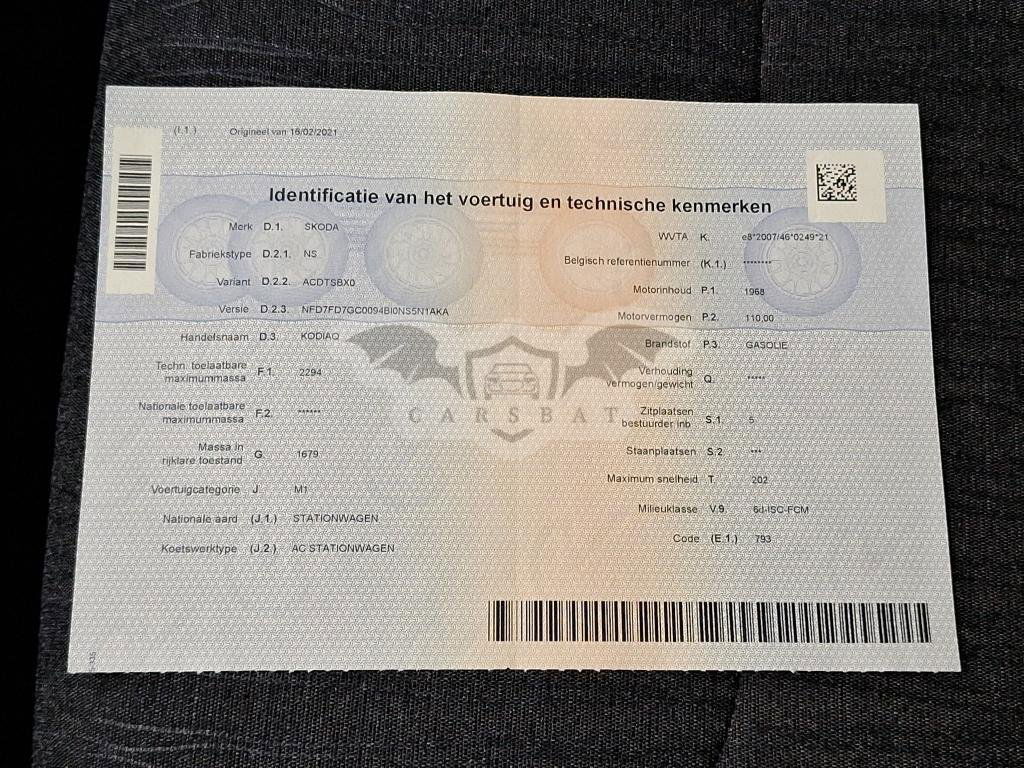 (I.1.) Origineel van 16/02/2021
Identificatie van het voertuig en technische kenmerken
Merk D.1. SKODA
Fabriekstype D.2.1. NS
Variant D.2.2. ACDTSBX0
Versie D.2.3. NFD7FD7GC0094BI0NS5N1AKA
Handelsnaam D.3. KODIAQ
Techn. toelaatbare
maximummassa F.1. 2294
Nationale toelaatbare
maximummassa F.2. ******
Massa in
rijklare toestand G. 1679
Voertuigcategorie J. M1
Nationale aard (J.1.) STATIONWAGEN
Koetswerktype (J.2.) AC STATIONWAGEN
WVTA K. e8*2007/46*0249*21
Belgisch referentienummer (K.1.) ********
Motorinhoud P.1. 1968
Motorvermogen P.2. 110,00
Brandstof P.3. GASOLIE
Verhouding
vermogen/gewicht Q. *****
Zitplaatsen
bestuurder inb S.1. 5
Staanplaatsen S.2 ***
Maximum snelheid T. 202
Milieuklasse V.9. 6d-ISC-FCM
Code (E.1.) 793
CARSBAT